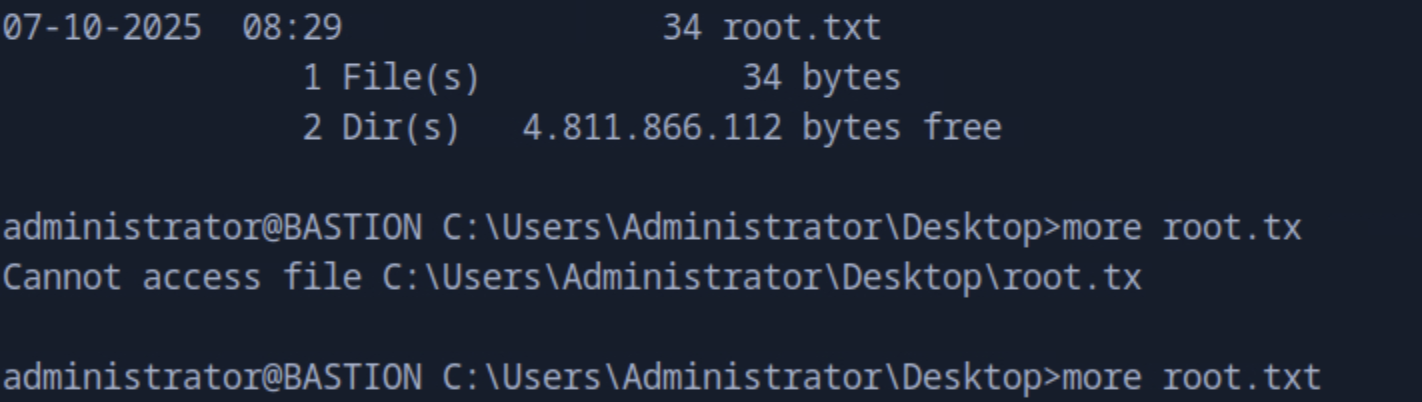 07-10-2025  08:29                34 root.txt
               1 File(s)             34 bytes
               2 Dir(s)   4.811.866.112 bytes free
administrator@BASTION C:\Users\Administrator\Desktop>more root.tx
Cannot access file C:\Users\Administrator\Desktop\root.tx
administrator@BASTION C:\Users\Administrator\Desktop>more root.txt